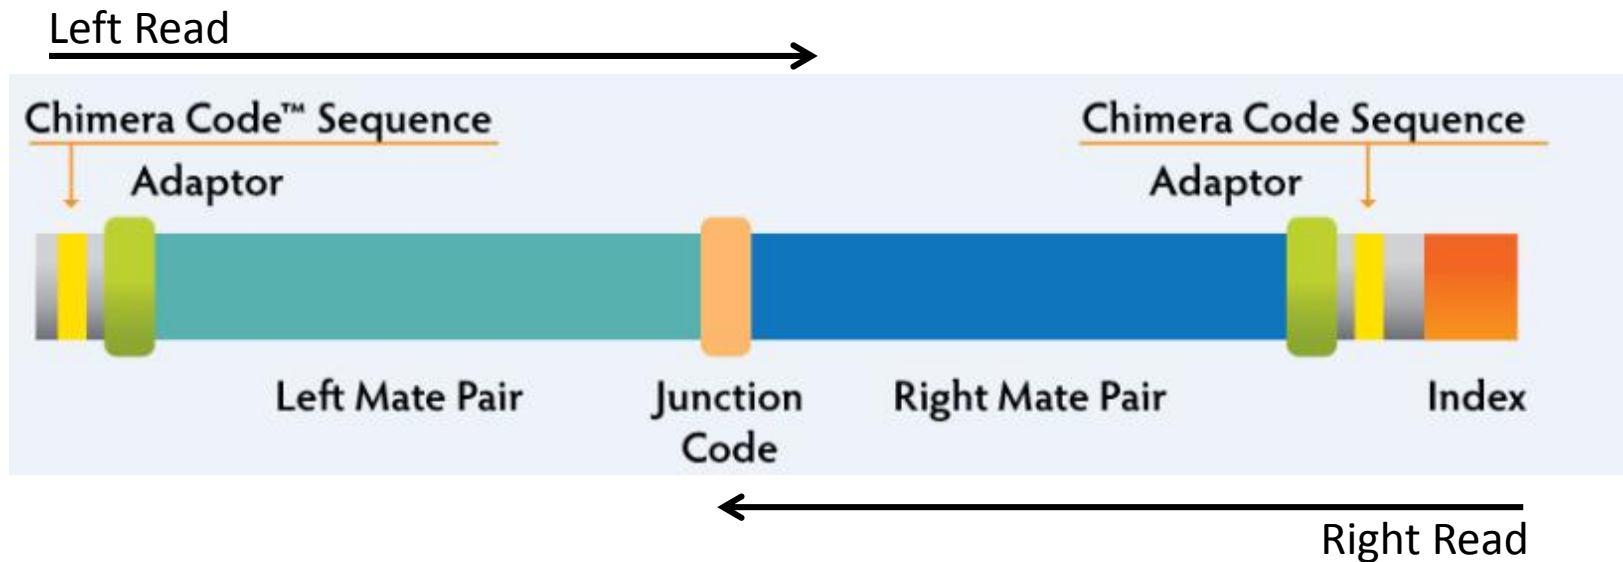 Left Read
Chimera Code™ Sequence
Chimera Code Sequence
Adaptor
Adaptor
Left Mate Pair
Junction
Code
Right Mate Pair
Index
Right Read